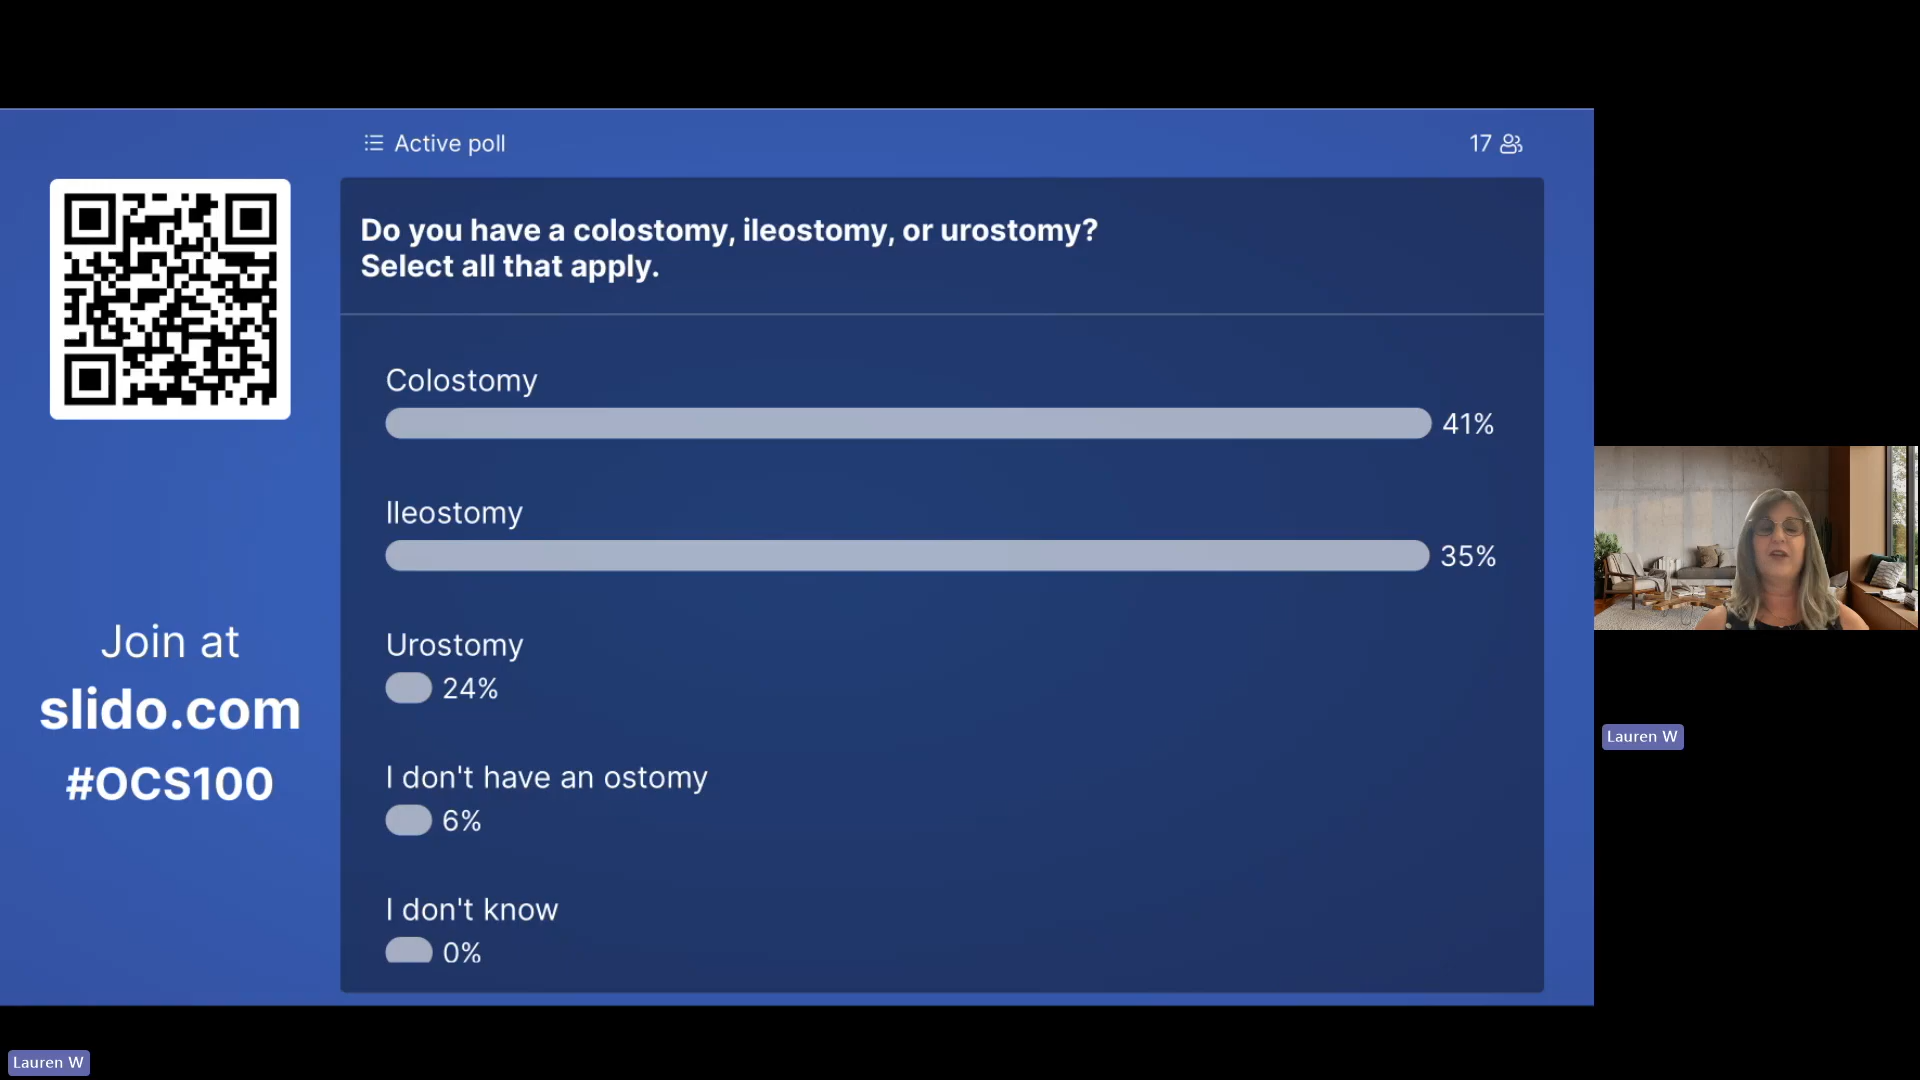 Active poll
17
Do you have a colostomy, ileostomy, or urostomy?
Select all that apply.
Colostomy
41%
Ileostomy
35%
Urostomy
24%
I don't have an ostomy
6%
I don't know
0%
Join at
slido.com
#OCS100
Lauren W
Lauren W